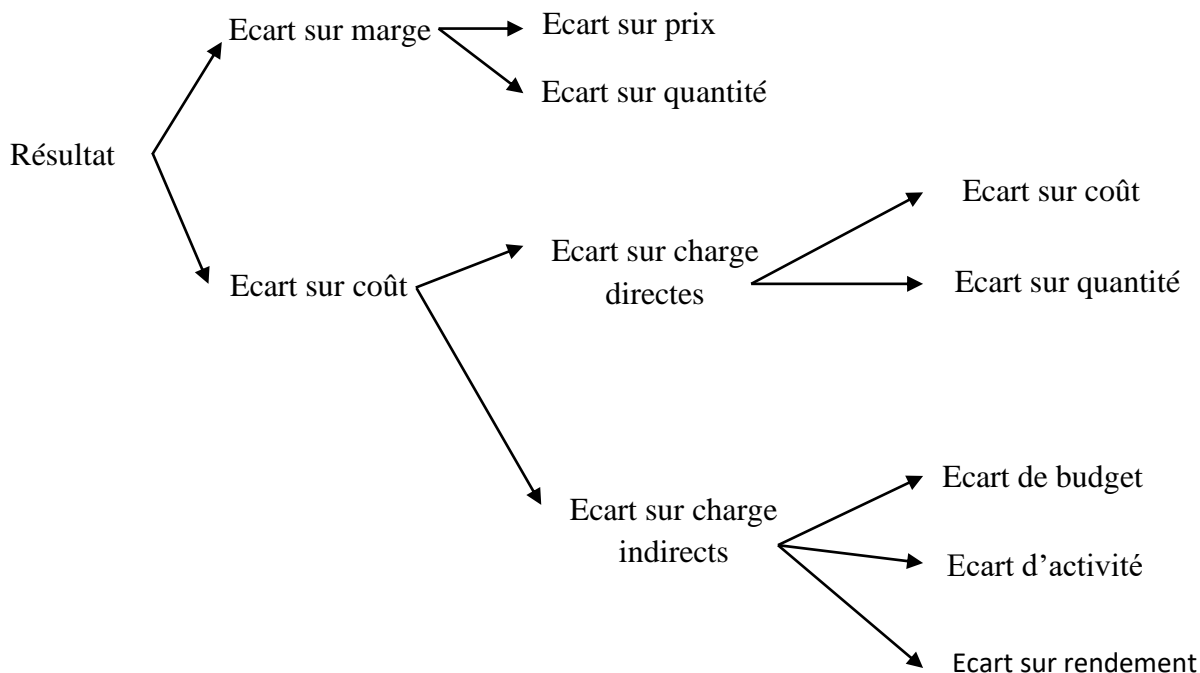 Ecart sur marge
Ecart sur prix
Ecart sur quantité
Résultat
Ecart sur coût
Ecart sur charge
directes
Ecart sur coût
Ecart sur quantité
Ecart sur charge
indirects
Ecart de budget
Ecart d’activité
Ecart sur rendement